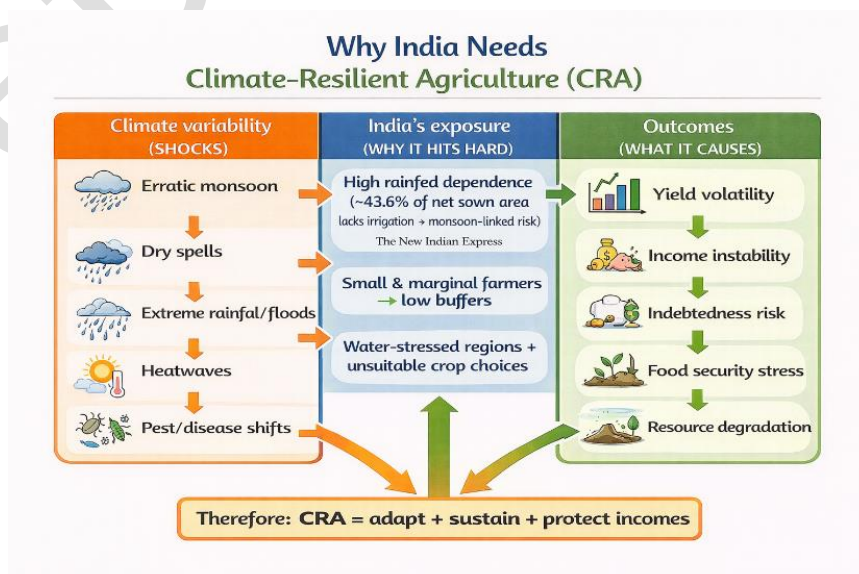 Why India Needs
Climate-Resilient Agriculture (CRA)
Climate variability
(SHOCKS)
Erratic monsoon
Dry spells
Extreme rainfal/floods
Heatwaves
Pest/disease shifts
India's exposure
(WHY IT HITS HARD)
High rainfed dependence
(~43.6% of net sown area
lacks irrigation → monsoon-linked risk)
The New Indian Express
Small & marginal farmers
→ low buffers
Water-stressed regions +
unsuitable crop choices
Outcomes
(WHAT IT CAUSES)
Yield volatility
Income instability
Indebtedness risk
Food security stress
Resource degradation
Therefore: CRA = adapt + sustain + protect incomes